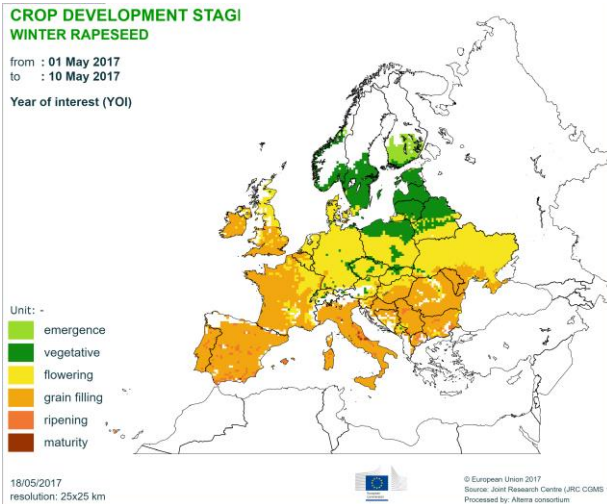 CROP DEVELOPMENT STAGI
WINTER RAPESEED
from : 01 May 2017
to : 10 May 2017
Year of interest (YOI)
Unit: -
emergence
vegetative
flowering
grain filling
ripening
maturity
18/05/2017
resolution: 25x25 km
© European Union 2017
Source: Joint Research Centre (JRC CGMS
Processed by: Alterra consortium